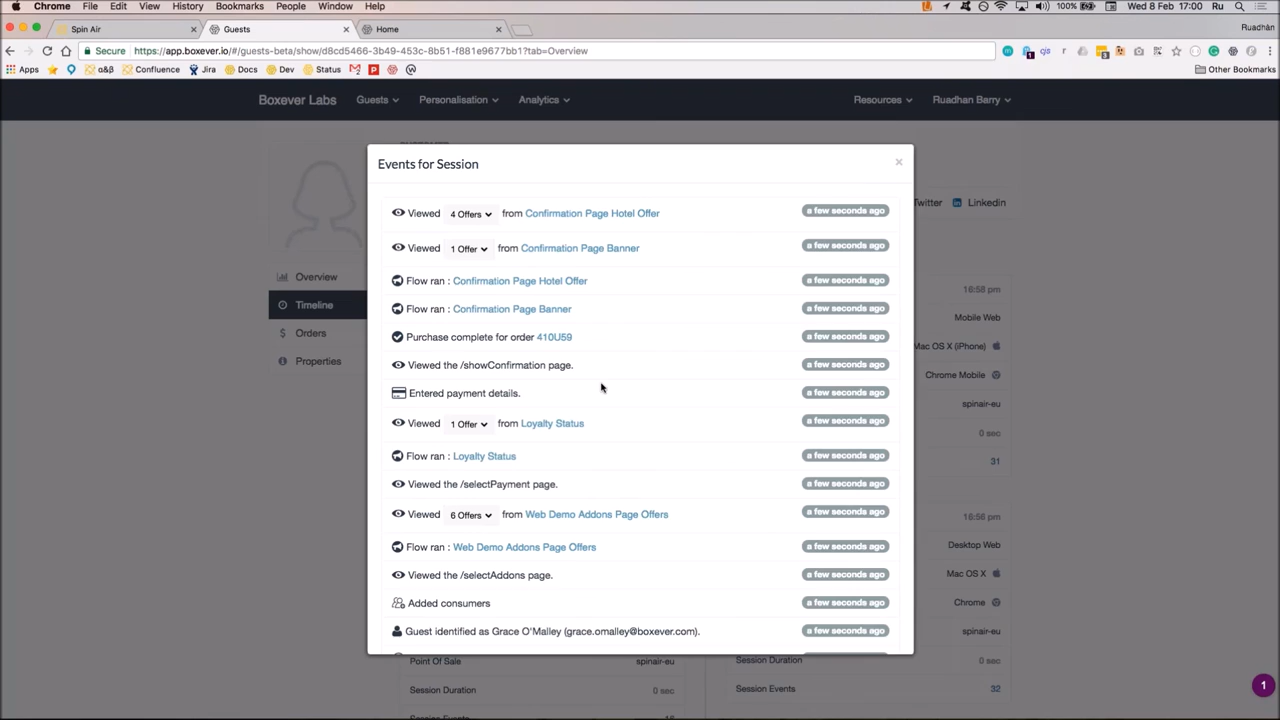 Chrome File Edit View History Bookmarks People Window Help 100% Wed 8 Feb 17:00 Ru
Spin Air Guests Home Ruadhán
Secure https://app.boxever.io/#/guests-beta/show/d8cd5466-3b49-453c-8b51-f881e9677bb1?tab=Overview
Apps α&β Confluence Jira Docs Dev Status Other Bookmarks
Boxever Labs Guests Personalisation Analytics Resources Ruadhan Barry
Events for Session ×
Viewed 4 Offers from Confirmation Page Hotel Offer a few seconds ago
Viewed 1 Offer from Confirmation Page Banner a few seconds ago
Flow ran : Confirmation Page Hotel Offer a few seconds ago
Flow ran : Confirmation Page Banner a few seconds ago
Purchase complete for order 410U59 a few seconds ago
Viewed the /showConfirmation page. a few seconds ago
Entered payment details. a few seconds ago
Viewed 1 Offer from Loyalty Status a few seconds ago
Flow ran : Loyalty Status a few seconds ago
Viewed the /selectPayment page. a few seconds ago
Viewed 6 Offers from Web Demo Addons Page Offers a few seconds ago
Flow ran : Web Demo Addons Page Offers a few seconds ago
Viewed the /selectAddons page. a few seconds ago
Added consumers a few seconds ago
Guest identified as Grace O'Malley (grace.omalley@boxever.com). a few seconds ago
Overview
Timeline
$ Orders
Properties
Twitter Linkedin
16:58 pm
Mobile Web
Mac OS X (iPhone)
Chrome Mobile
spinair-eu
0 sec
31
16:56 pm
Desktop Web
Mac OS X
Chrome
spinair-eu
Point Of Sale spinair-eu
Session Duration 0 sec
Session Duration 0 sec
Session Events 32
1